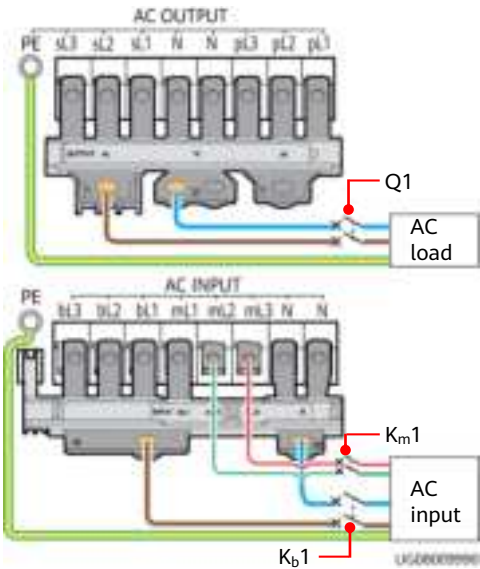 AC OUTPUT
PE sL3 sL2 sL1 N N pL3 pL2 pL1
Q1
AC
load
AC INPUT
PE
bL3 bL2 bL1 mL1 mL2 mL3 N N
Km1
AC
input
Kb1